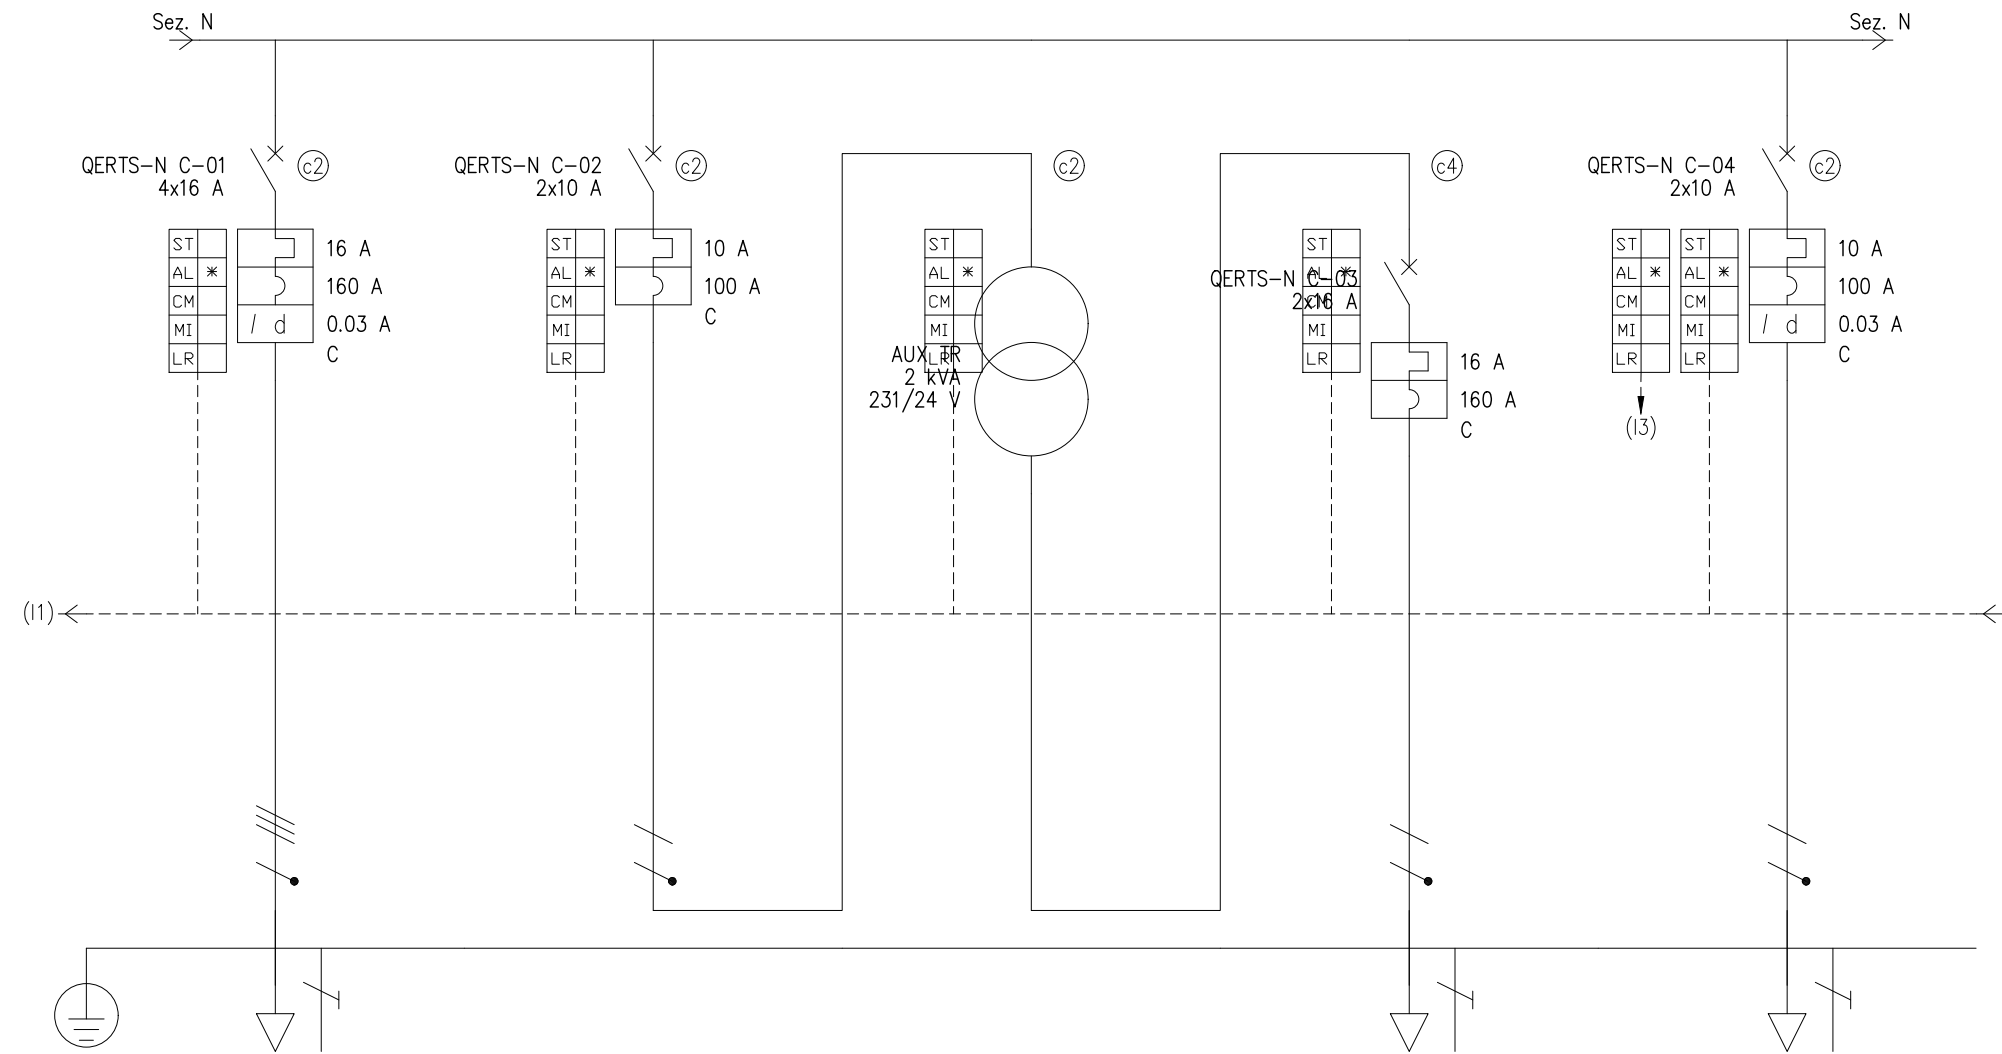 Sez. N
Sez. N
QERTS-N C-01
4x16 A
c2
ST
AL *
CM
MI
LR
16 A
160 A
I d
0.03 A
C
QERTS-N C-02
2x10 A
c2
ST
AL *
CM
MI
LR
10 A
100 A
C
c2
ST
AL *
CM
MI
LR
AUX TR
2 kVA
231/24 V
c4
ST
AL *
CM
MI
LR
QERTS-N C-03
2x16 A
16 A
160 A
C
QERTS-N C-04
2x10 A
c2
ST
AL *
CM
MI
LR
(I3)
ST
AL *
CM
MI
LR
10 A
100 A
I d
0.03 A
C
(I1)